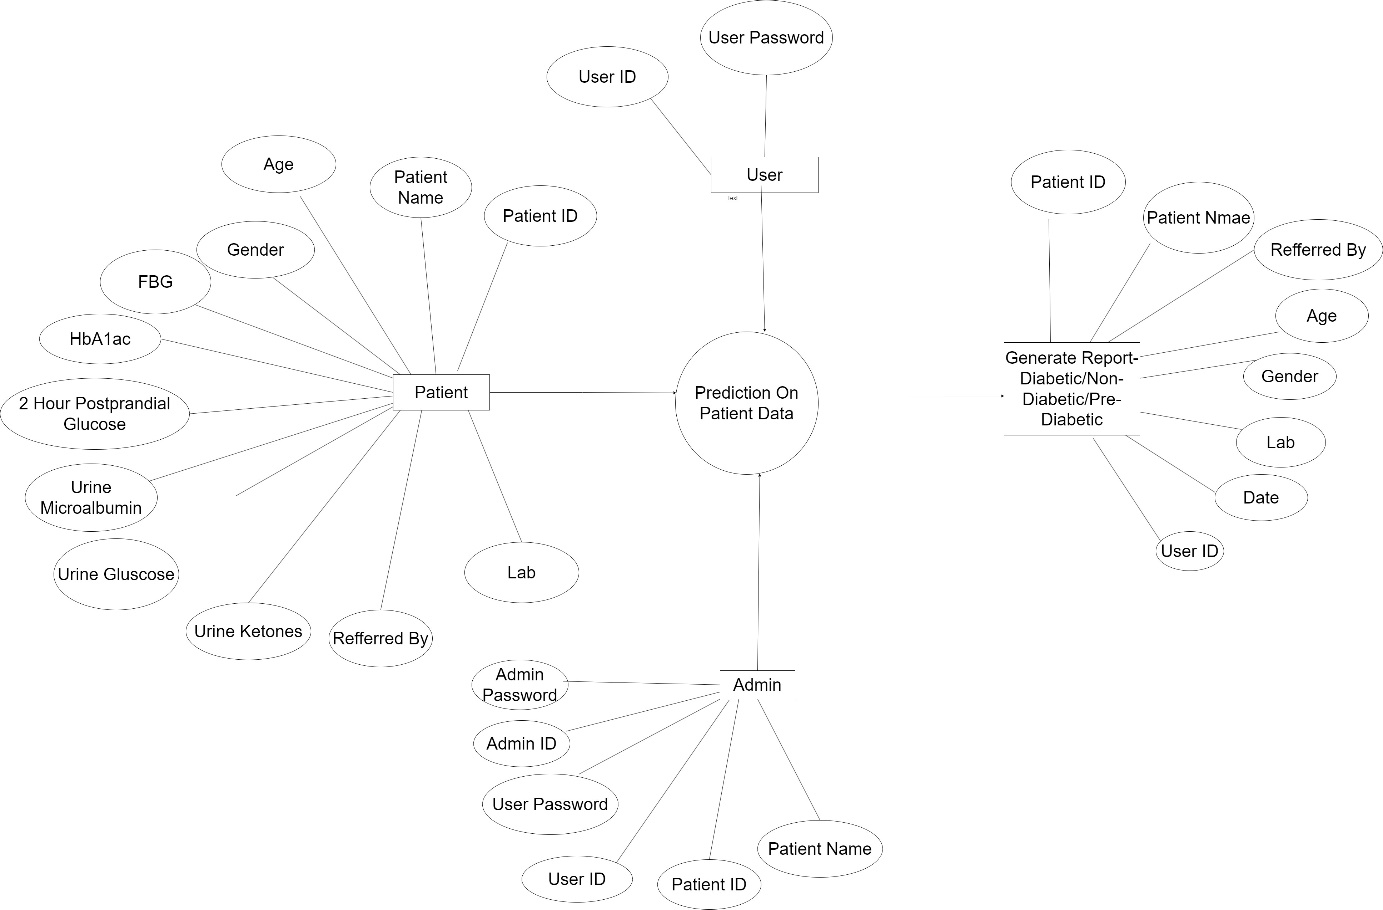 User Password
User ID
Age
Patient
Name
Patient ID
User
Text
Patient ID
Patient Nmae
Refferred By
Gender
FBG
HbA1ac
2 Hour Postprandial
Glucose
Patient
Prediction On
Patient Data
Generate Report-
Diabetic/Non-
Diabetic/Pre-
Diabetic
Age
Gender
Lab
Date
User ID
Urine
Microalbumin
Urine Gluscose
Urine Ketones
Refferred By
Lab
Admin
Password
Admin
Admin ID
User Password
User ID
Patient ID
Patient Name